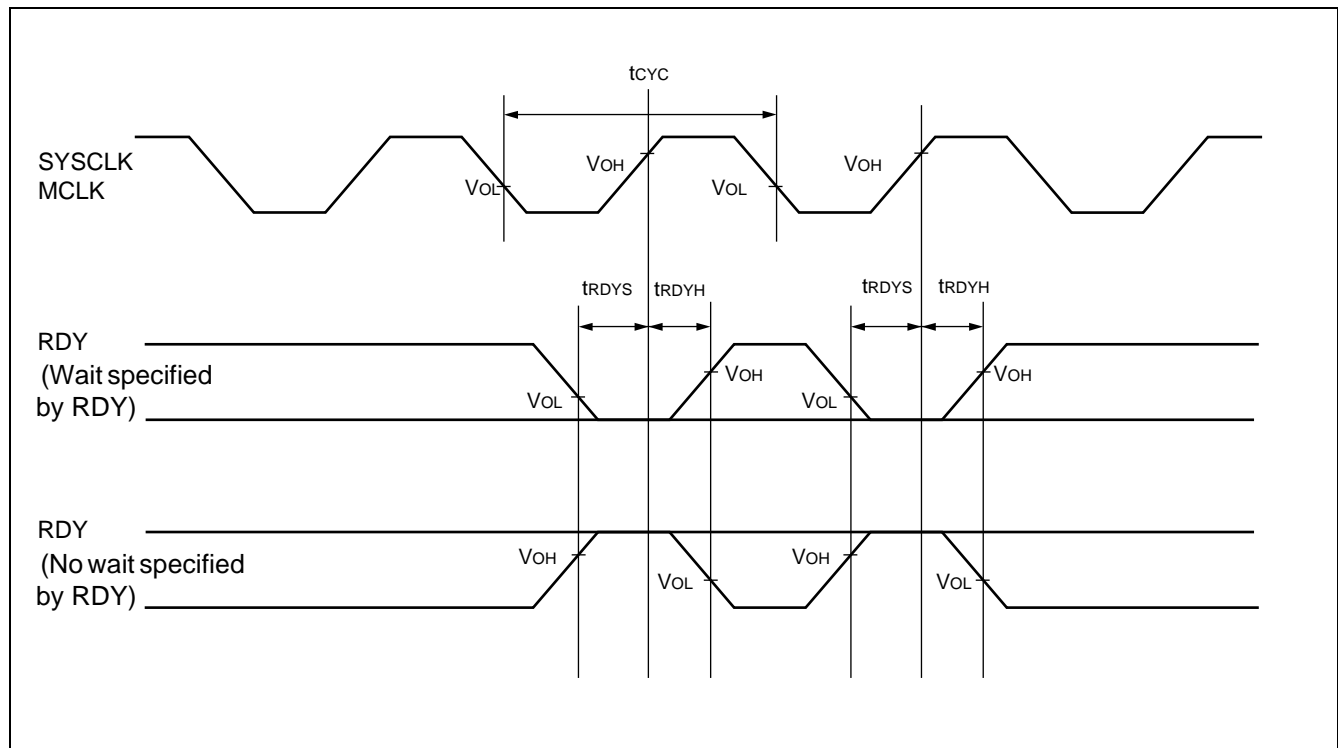 tCYC
SYSCLK
MCLK
VOL
VOH
VOL
VOH
tRDYS
tRDYH
tRDYS
tRDYH
RDY
(Wait specified
by RDY)
VOL
VOH
VOL
VOH
RDY
(No wait specified
by RDY)
VOH
VOL
VOH
VOL